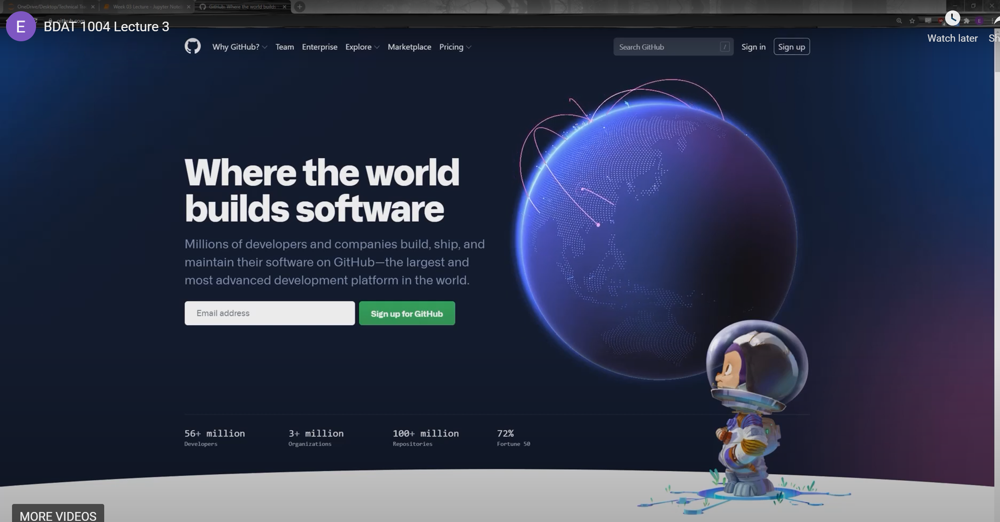 OneDrive/Desktop/Technical Tra
Week 03 Lecture - Jupyter Note
GitHub: Where the world builds
github.com
E
BDAT 1004 Lecture 3
E
4
Watch later
Sh
Why GitHub?
Team
Enterprise
Explore
Marketplace
Pricing
Search GitHub
/
Sign in
Sign up
Where the world
builds software
Millions of developers and companies build, ship, and
maintain their software on GitHub—the largest and
most advanced development platform in the world.
Email address
Sign up for GitHub
56+ million
Developers
3+ million
Organizations
100+ million
Repositories
72%
Fortune 50
MORE VIDEOS